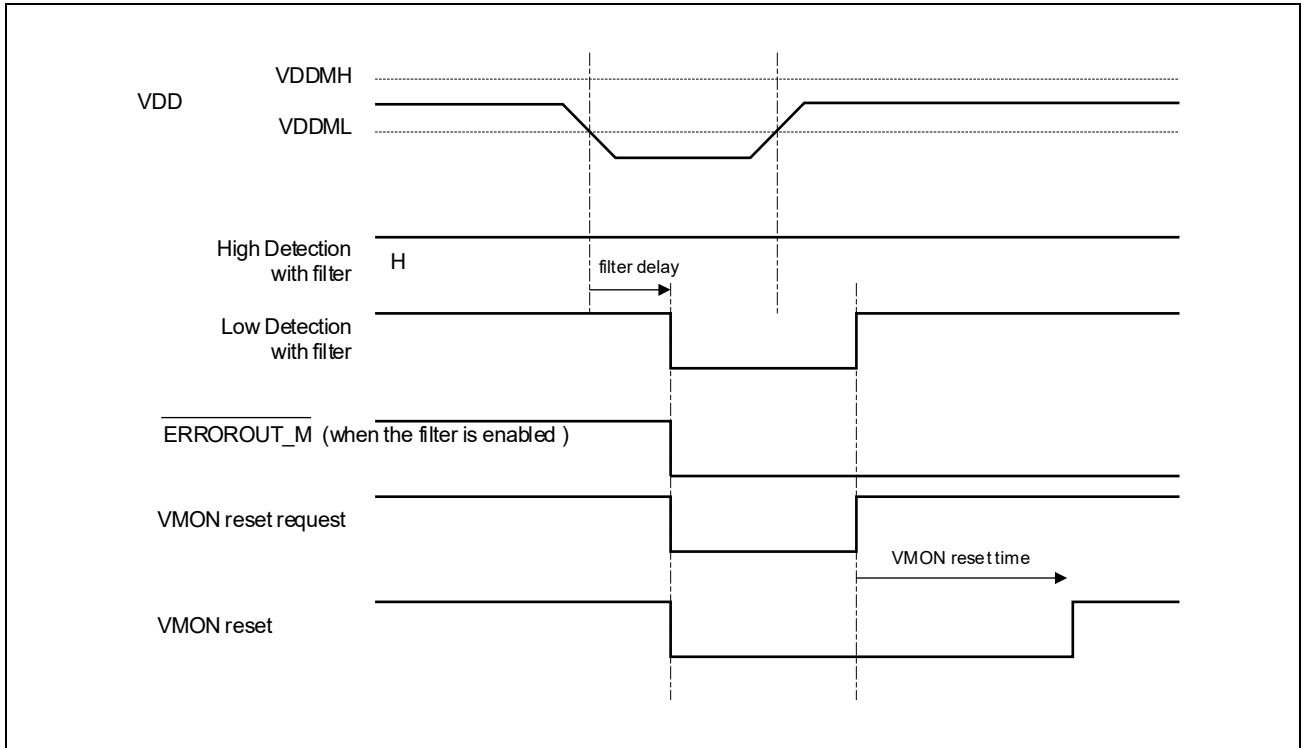 VDDMH
VDD
VDDML
High Detection
with filter
H
filter delay
Low Detection
with filter
ERROROUT_M (when the filter is enabled )
VMON reset request
VMON reset time
VMON reset